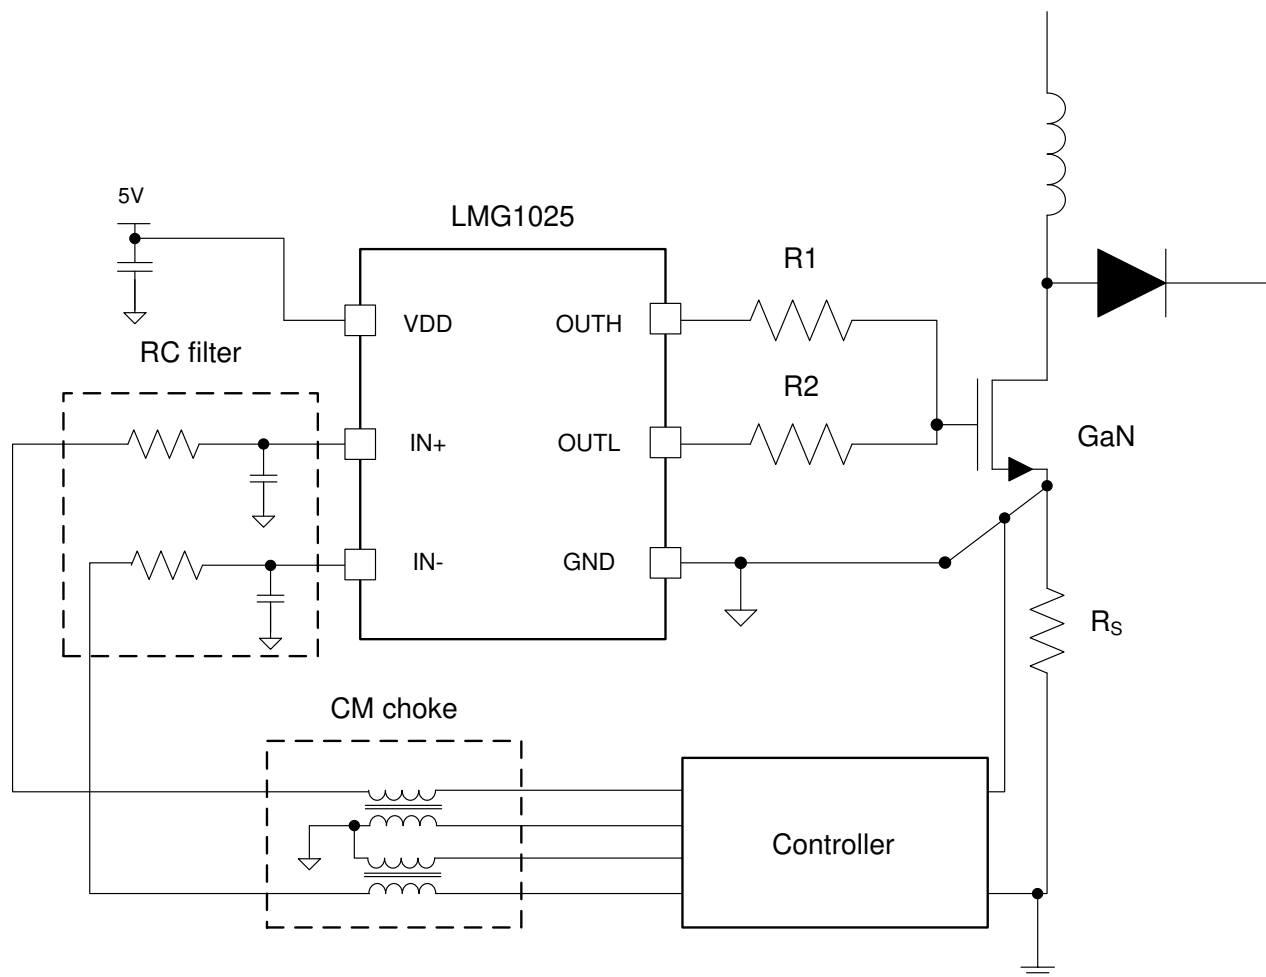 5V
LMG1025
R1
VDD
OUTH
RC filter
R2
IN+
OUTL
GaN
IN-
GND
RS
CM choke
Controller